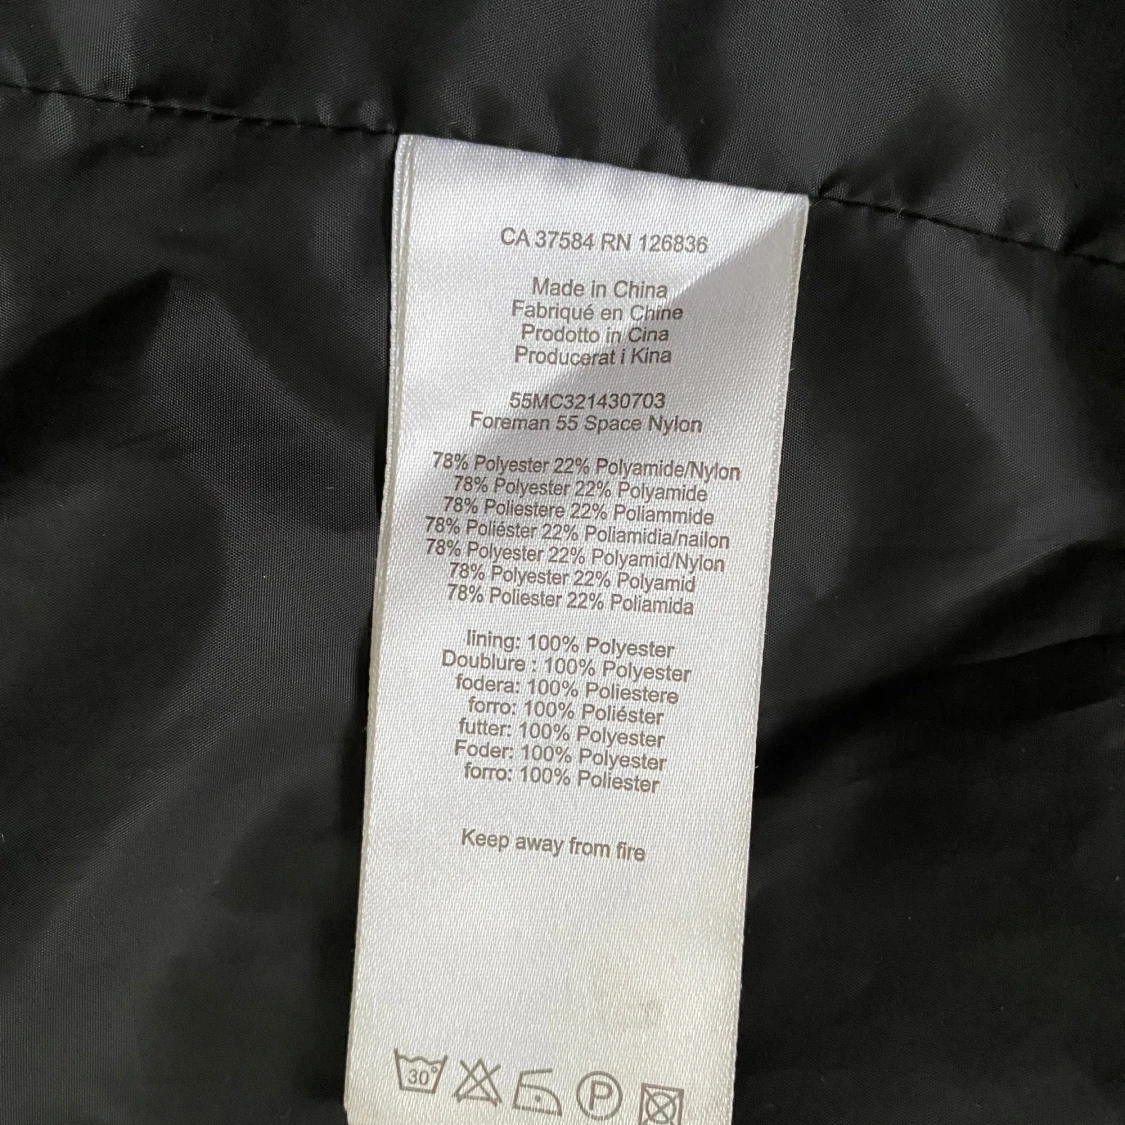 CA 37584 RN 126836
Made in China
Fabriqué en Chine
Prodotto in Cina
Producerat i Kina
55MC321430703
Foreman 55 Space Nylon
78% Polyester 22% Polyamide/Nylon
78% Polyester 22% Polyamide
78% Poliestere 22% Poliammide
78% Poliéster 22% Poliamidia/nailon
78% Polyester 22% Polyamid/Nylon
78% Polyester 22% Polyamid
78% Poliester 22% Poliamida
lining: 100% Polyester
Doublure : 100% Polyester
fodera: 100% Poliestere
forro: 100% Poliéster
futter: 100% Polyester
Foder: 100% Polyester
forro: 100% Poliester
Keep away from fire
30° P